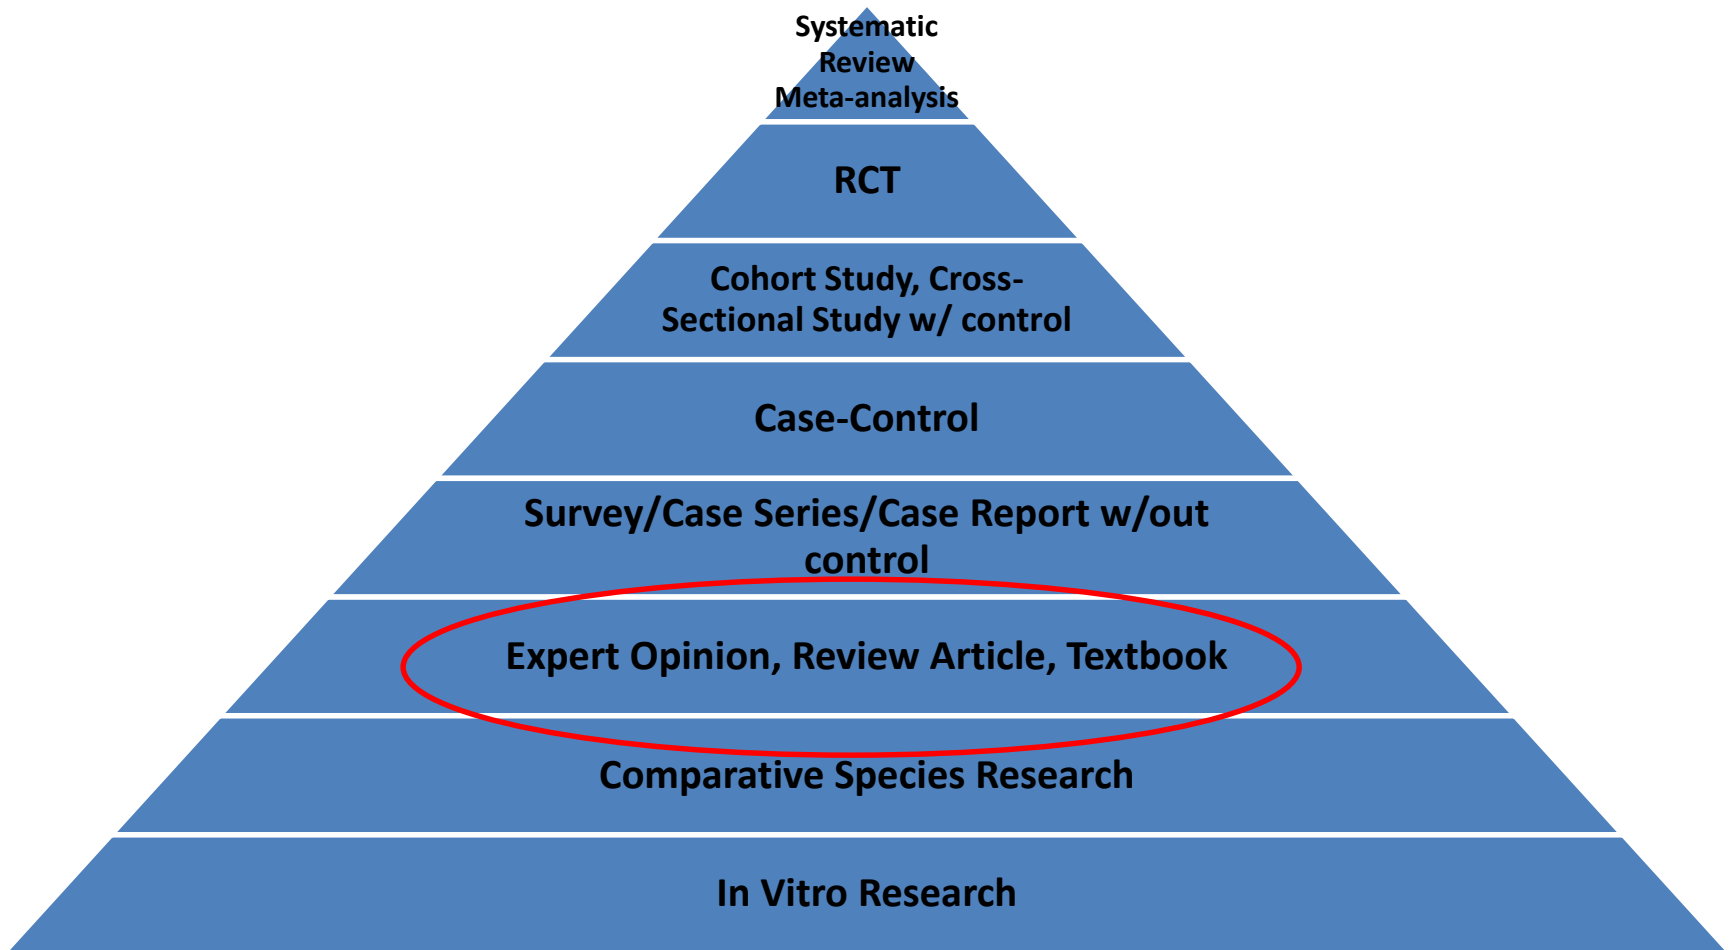 Systematic
Review
Meta-analysis
RCT
Cohort Study, Cross-
Sectional Study w/ control
Case-Control
Survey/Case Series/Case Report w/out
control
Expert Opinion, Review Article, Textbook
Comparative Species Research
In Vitro Research